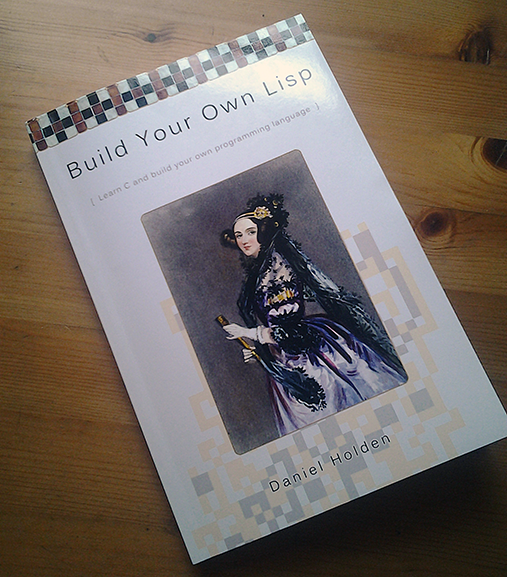 Build Your Own Lisp
{ Learn C and build your own programming language }
Daniel Holden